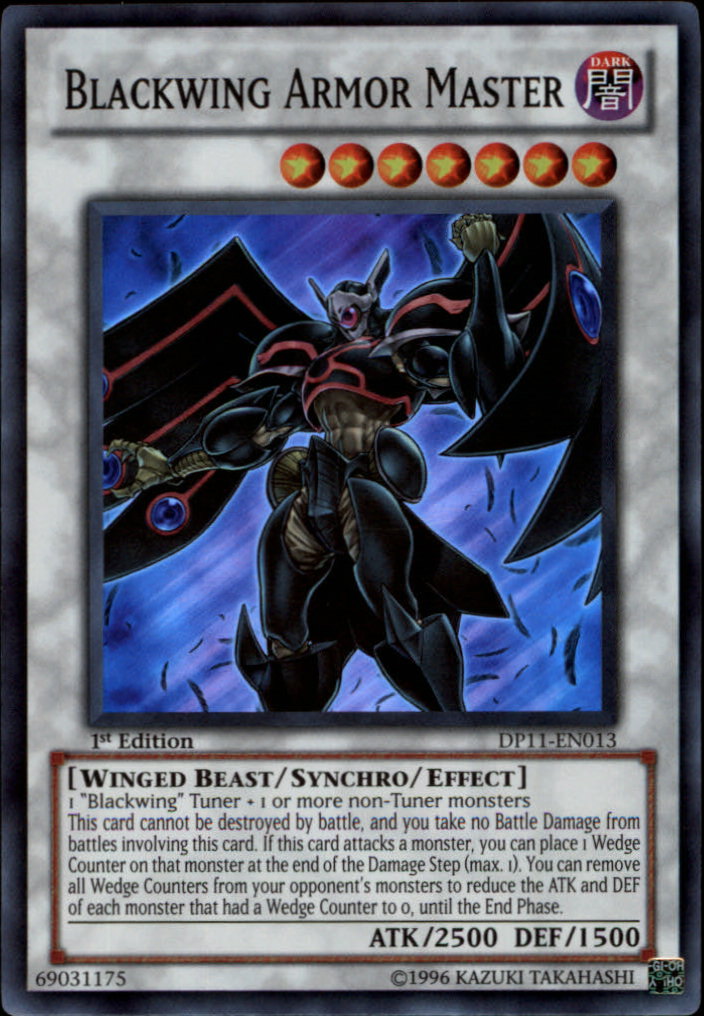 BLACKWING ARMOR MASTER
DARK
闇
1st Edition
DP11-EN013
[WINGED BEAST/SYNCHRO/EFFECT]
1 "Blackwing" Tuner + 1 or more non-Tuner monsters
This card cannot be destroyed by battle, and you take no Battle Damage from
battles involving this card. If this card attacks a monster, you can place 1 Wedge
Counter on that monster at the end of the Damage Step (max. 1). You can remove
all Wedge Counters from your opponent's monsters to reduce the ATK and DEF
of each monster that had a Wedge Counter to 0, until the End Phase.
ATK/2500 DEF/1500
69031175
©1996 KAZUKI TAKAHASHI